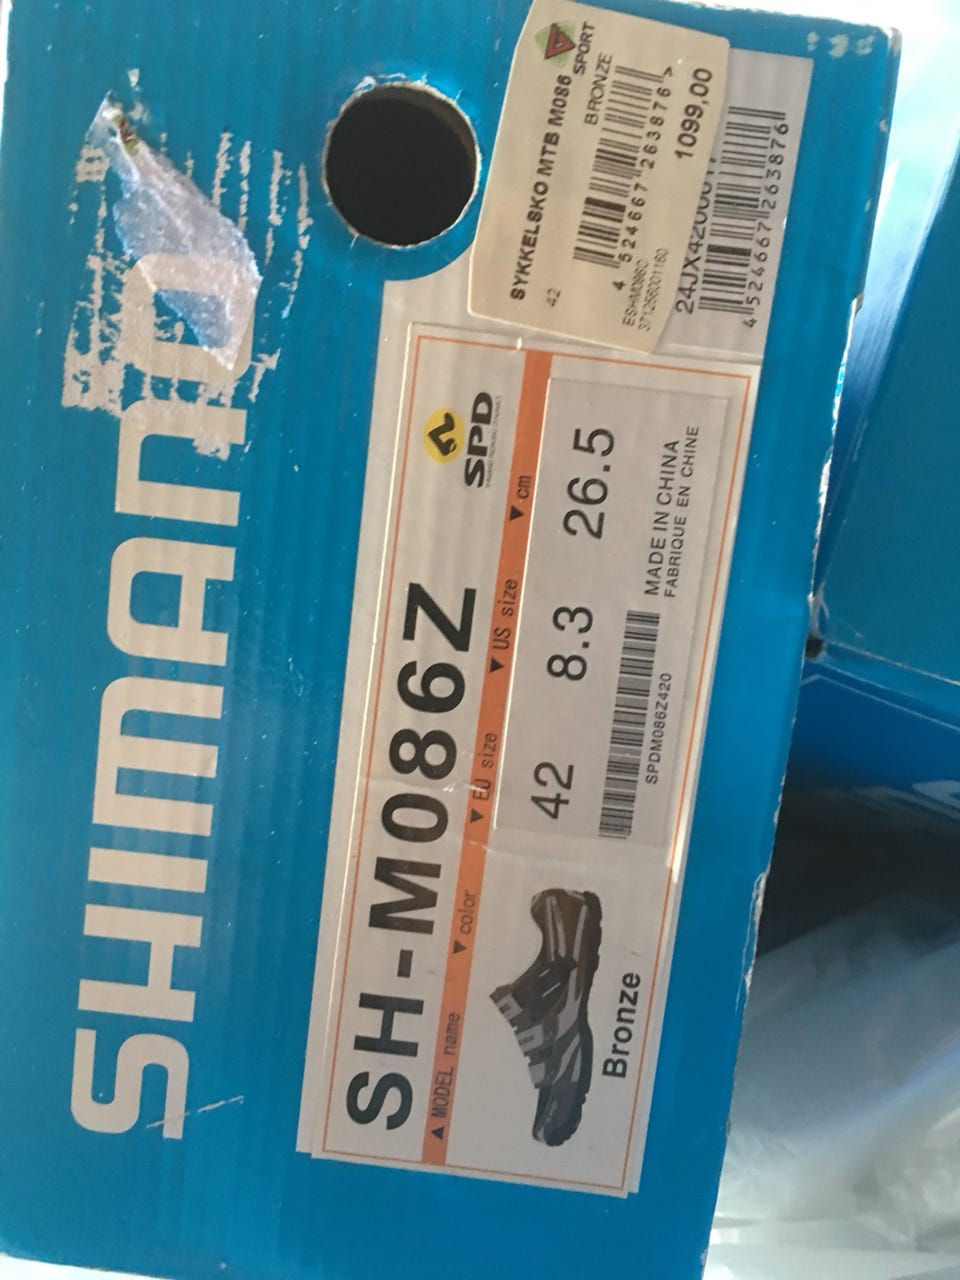 SHIMANO
SPORT
SYKKELSKO MTB M086
BRONZE
42
4 524667 263876 >
ESHM086C
3712566001160
1099,00
4 524667 263876
SPD
SH-M086Z
▲ MODEL name ▼ color ▼ EU size ▼ US size ▼ cm
42 8.3 26.5
SPDM086Z420
MADE IN CHINA
FABRIQUE EN CHINE
Bronze